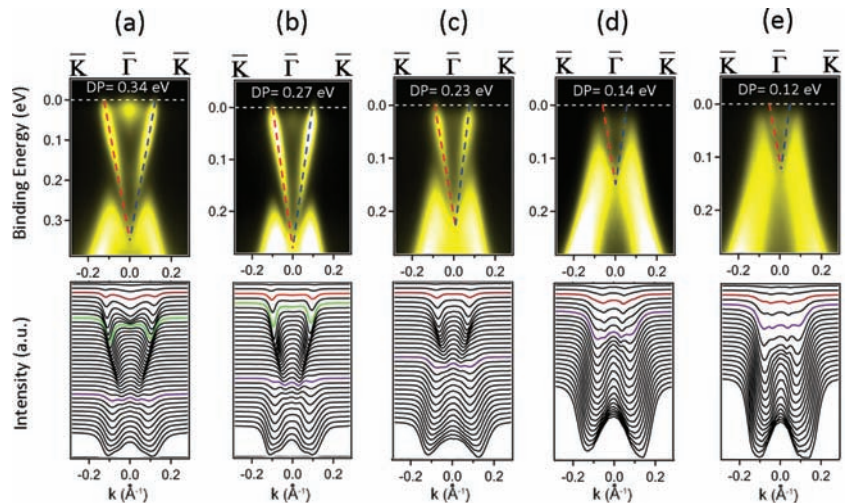 (a) (b) (c) (d) (e)
K̅ Γ̅ K̅ K̅ Γ̅ K̅ K̅ Γ̅ K̅ K̅ Γ̅ K̅ K̅ Γ̅ K̅
DP= 0.34 eV DP= 0.27 eV DP= 0.23 eV DP= 0.14 eV DP= 0.12 eV
Binding Energy (eV)
0.0 0.0 0.0 0.0 0.0
0.1 0.1 0.1 0.1 0.1
0.2 0.2 0.2 0.2
0.3
-0.2 0.0 0.2 -0.2 0.0 0.2 -0.2 0.0 0.2 -0.2 0.0 0.2 -0.2 0.0 0.2
Intensity (a.u.)
-0.2 0.0 0.2 -0.2 0.0 0.2 -0.2 0.0 0.2 -0.2 0.0 0.2 -0.2 0.0 0.2
k (Å⁻¹) k (Å⁻¹) k (Å⁻¹) k (Å⁻¹) k (Å⁻¹)